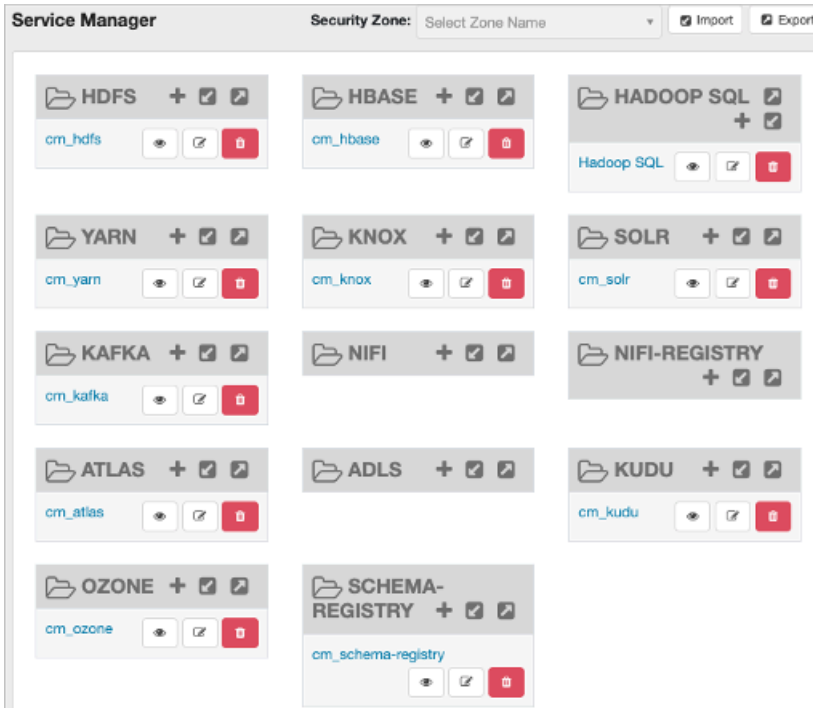 Service Manager
Security Zone:
Select Zone Name
Import
Export
HDFS
HBASE
HADOOP SQL
cm_hdfs
cm_hbase
Hadoop SQL
YARN
KNOX
SOLR
cm_yarn
cm_knox
cm_solr
KAFKA
NIFI
NIFI-REGISTRY
cm_kafka
ATLAS
ADLS
KUDU
cm_atlas
cm_kudu
OZONE
SCHEMA-
REGISTRY
cm_ozone
cm_schema-registry